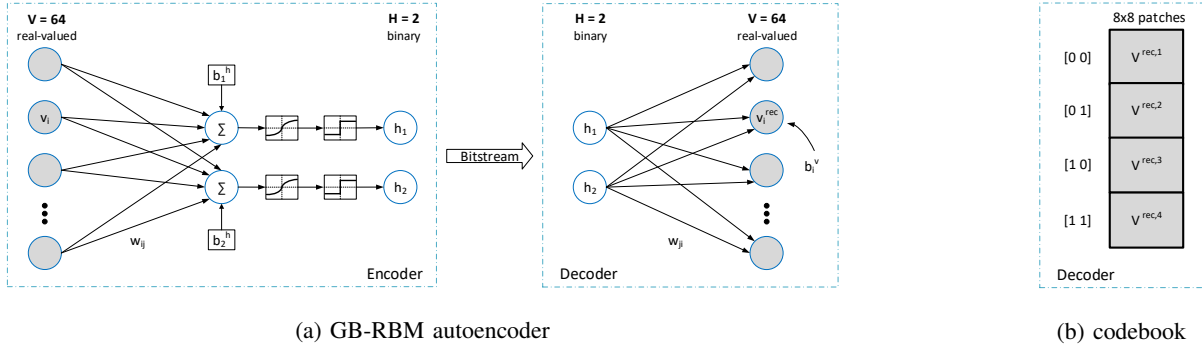 V = 64
real-valued
H = 2
binary
b₁ʰ
vᵢ
Σ
h₁
Σ
h₂
b₂ʰ
wᵢⱼ
Encoder
Bitstream
H = 2
binary
V = 64
real-valued
h₁
vᵢʳᵉᶜ
h₂
bᵢᵛ
wⱼᵢ
Decoder
8x8 patches
[0 0] Vʳᵉᶜ,¹
[0 1] Vʳᵉᶜ,²
[1 0] Vʳᵉᶜ,³
[1 1] Vʳᵉᶜ,⁴
Decoder
(a) GB-RBM autoencoder
(b) codebook